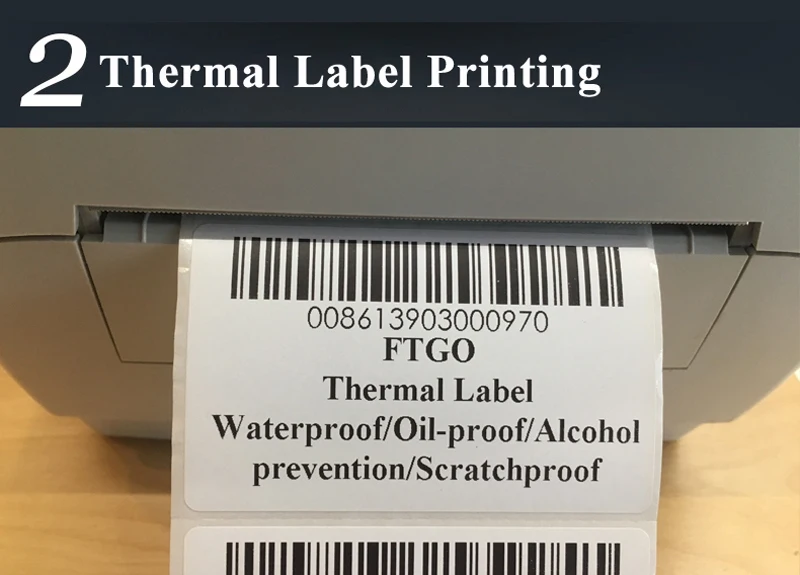 2 Thermal Label Printing
008613903000970
FTGO
Thermal Label
Waterproof/Oil-proof/Alcohol
prevention/Scratchproof